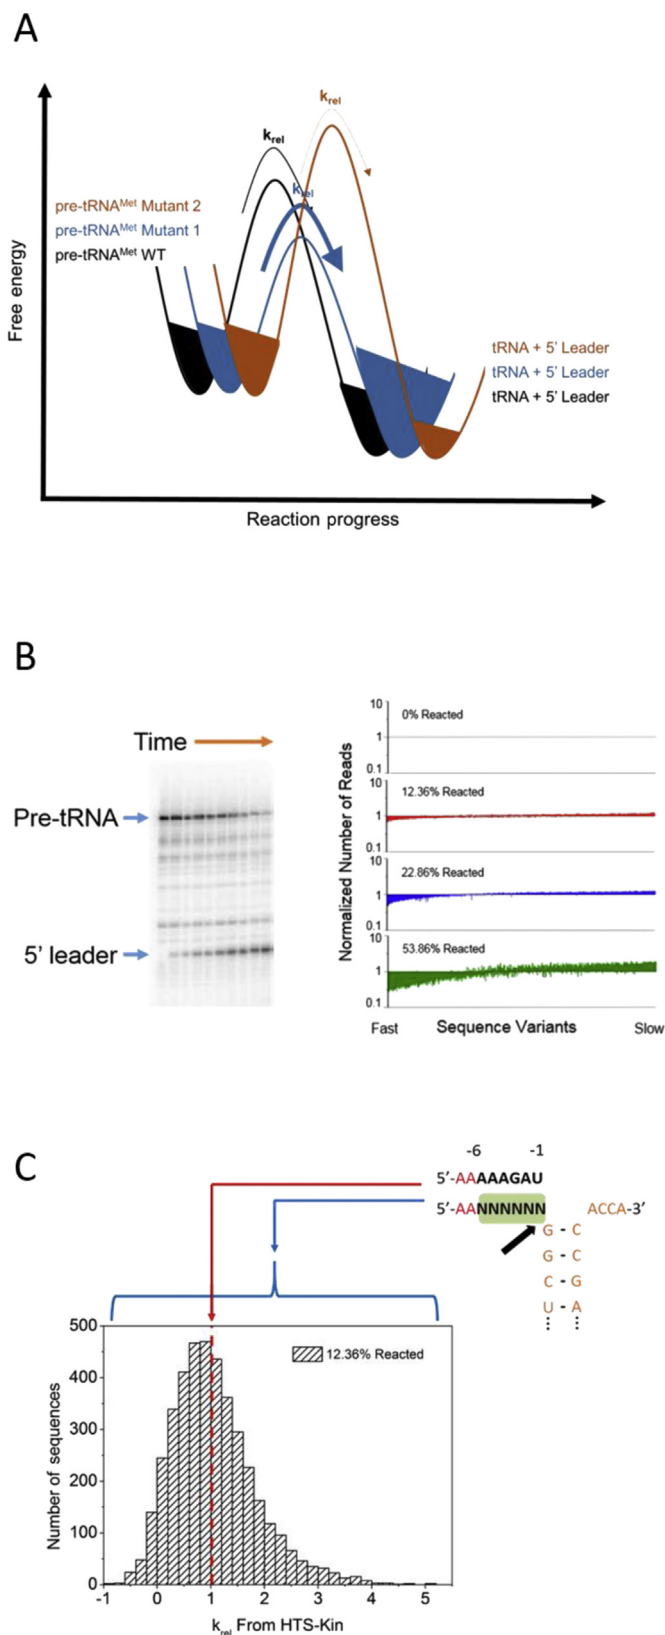 A
k_rel
k_rel
k_rel
pre-tRNA^Met Mutant 2
pre-tRNA^Met Mutant 1
pre-tRNA^Met WT
Free energy
tRNA + 5' Leader
tRNA + 5' Leader
tRNA + 5' Leader
Reaction progress
B
Time
Pre-tRNA
5' leader
Normalized Number of Reads
10
1
0.1
0% Reacted
10
1
0.1
12.36% Reacted
10
1
0.1
22.86% Reacted
10
1
0.1
53.86% Reacted
Fast Sequence Variants Slow
C
-6 -1
5'-AAAAAGAU
5'-AANNNNNN ACCA-3'
G - C
G - C
C - G
U - A
Number of sequences
500
400
300
200
100
0
12.36% Reacted
-1 0 1 2 3 4 5
k_rel From HTS-Kin